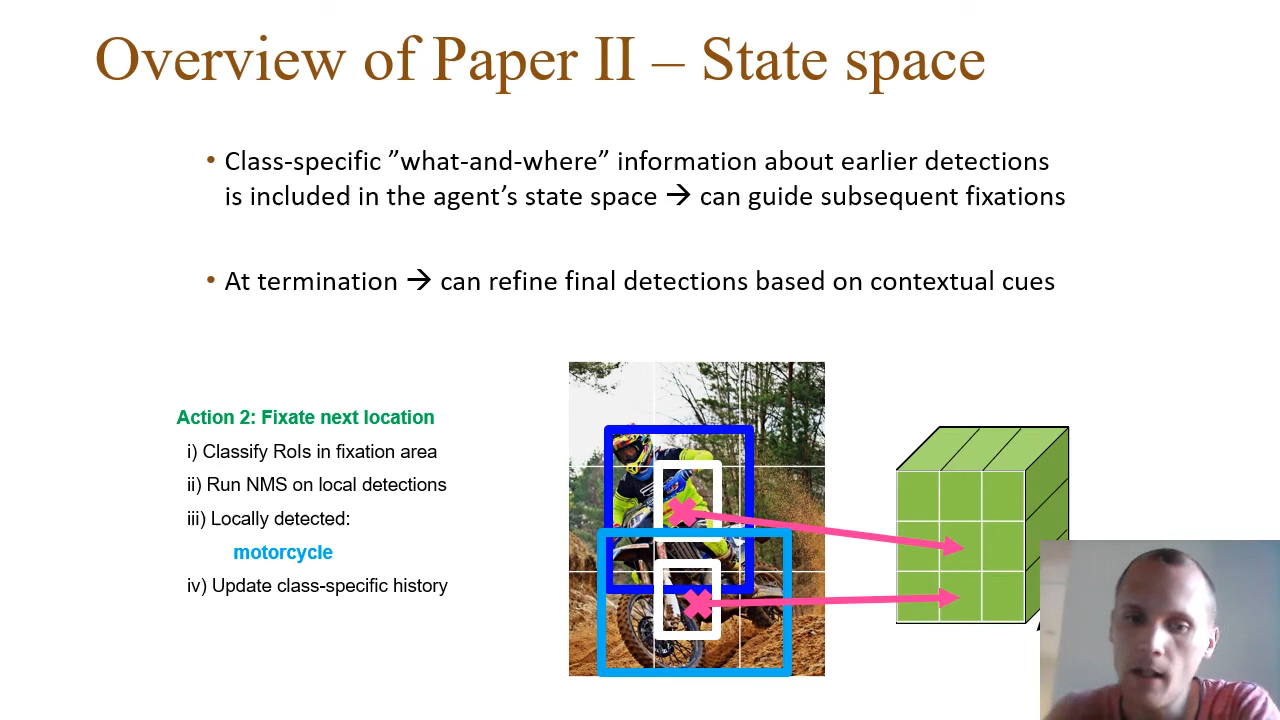 Overview of Paper II – State space
• Class-specific ”what-and-where” information about earlier detections
is included in the agent’s state space → can guide subsequent fixations
• At termination → can refine final detections based on contextual cues
Action 2: Fixate next location
i) Classify RoIs in fixation area
ii) Run NMS on local detections
iii) Locally detected:
motorcycle
iv) Update class-specific history